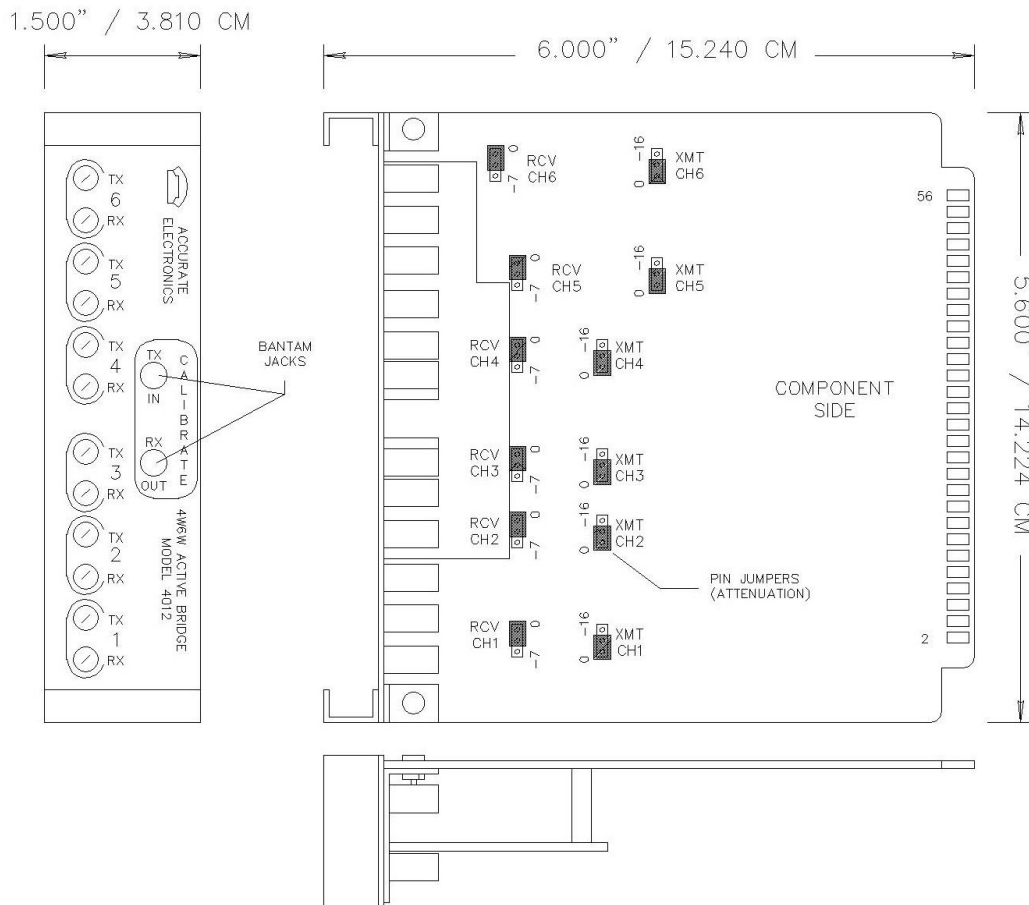 1.500" / 3.810 CM
6.000" / 15.240 CM
5.600" / 14.224 CM
TX
6
RX
TX
5
RX
TX
4
RX
TX
3
RX
TX
2
RX
TX
1
RX
ACCURATE
ELECTRONICS
TX
IN
RX
OUT
CALIBRATE
4W6W ACTIVE BRIDGE
MODEL 4012
BANTAM
JACKS
RCV
CH6
0
-7
-16
0
XMT
CH6
RCV
CH5
0
-7
-16
0
XMT
CH5
RCV
CH4
0
-7
-16
0
XMT
CH4
RCV
CH3
0
-7
-16
0
XMT
CH3
RCV
CH2
0
-7
-16
0
XMT
CH2
RCV
CH1
0
-7
-16
0
XMT
CH1
PIN JUMPERS
(ATTENUATION)
COMPONENT
SIDE
56
2